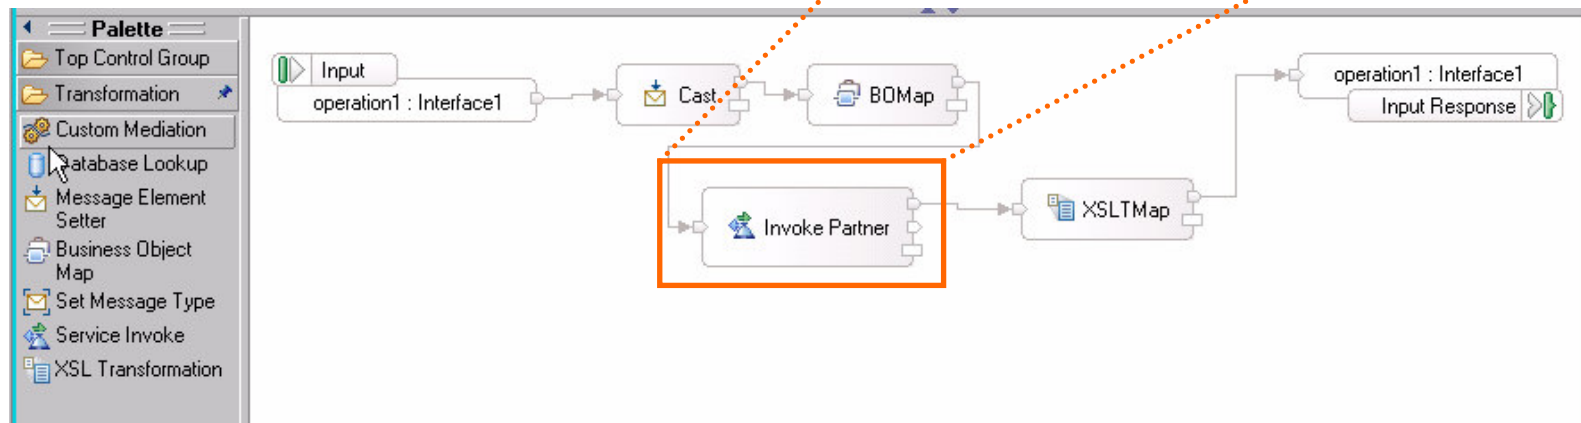 Palette
Top Control Group
Transformation
Custom Mediation
Database Lookup
Message Element
Setter
Business Object
Map
Set Message Type
Service Invoke
XSL Transformation
Input
operation1 : Interface1
Cast
BOMap
Invoke Partner
XSLTMap
operation1 : Interface1
Input Response